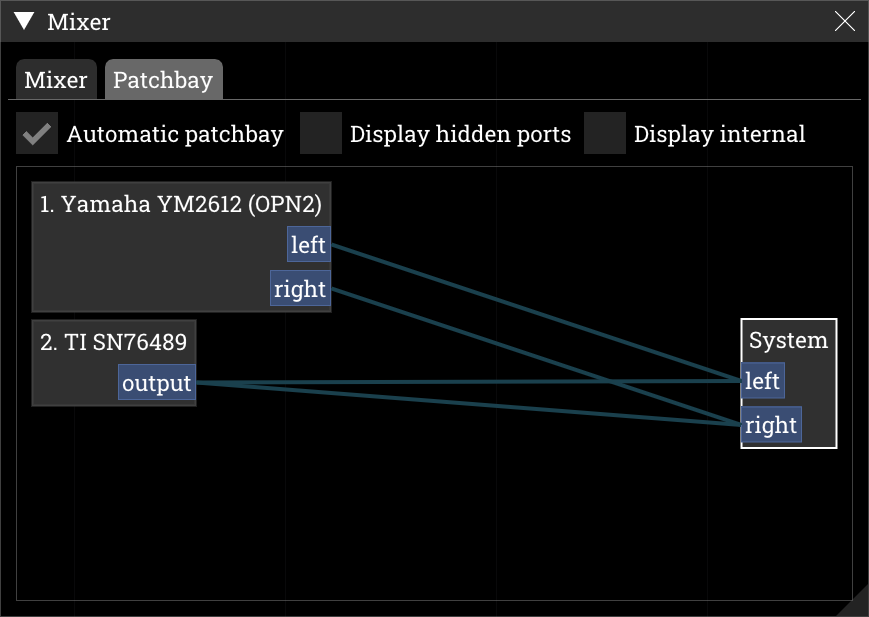 Mixer
Mixer Patchbay
Automatic patchbay Display hidden ports Display internal
1. Yamaha YM2612 (OPN2)
left
right
2. TI SN76489
output
System
left
right